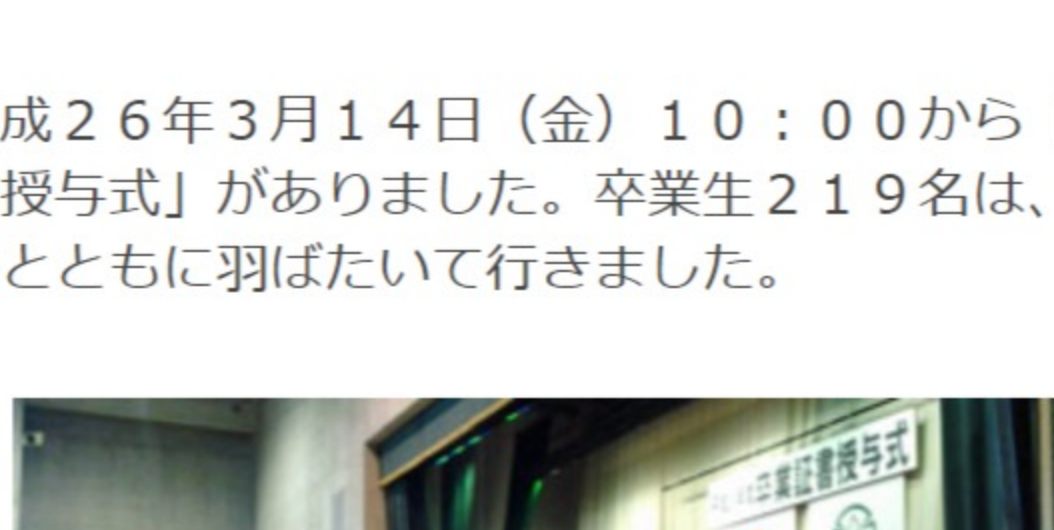 成２６年３月１４日（金）１０：００から
授与式」がありました。卒業生２１９名は、
とともに羽ばたいて行きました。
卒業証書授与式